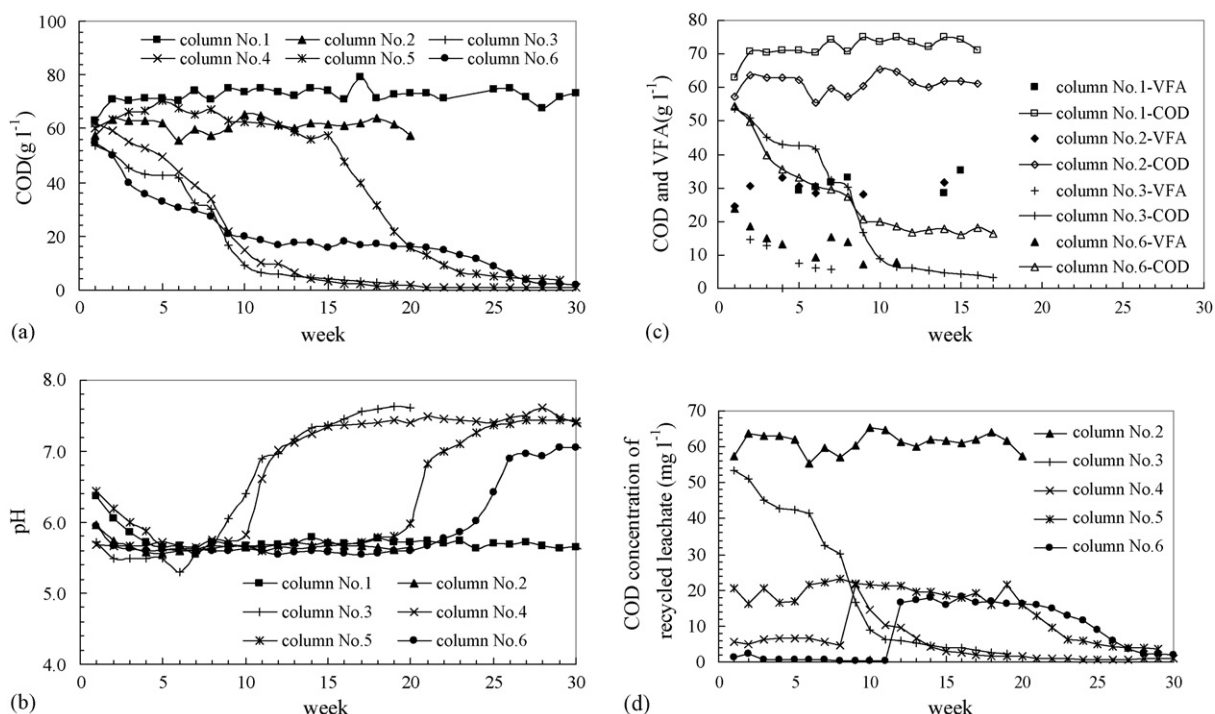 COD(g l-1)
100
80
60
40
20
0
0 5 10 15 20 25 30
week
column No.1 column No.2 column No.3
column No.4 column No.5 column No.6
(a)
COD and VFA(g l-1)
80
70
60
50
40
30
20
10
0
0 5 10 15 20 25 30
week
column No.1-VFA
column No.1-COD
column No.2-VFA
column No.2-COD
column No.3-VFA
column No.3-COD
column No.6-VFA
column No.6-COD
(c)
pH
8.0
7.0
6.0
5.0
4.0
0 5 10 15 20 25 30
week
column No.1 column No.2
column No.3 column No.4
column No.5 column No.6
(b)
COD concentration of
recycled leachate (mg l-1)
70
60
50
40
30
20
10
0
0 5 10 15 20 25 30
week
column No.2
column No.3
column No.4
column No.5
column No.6
(d)